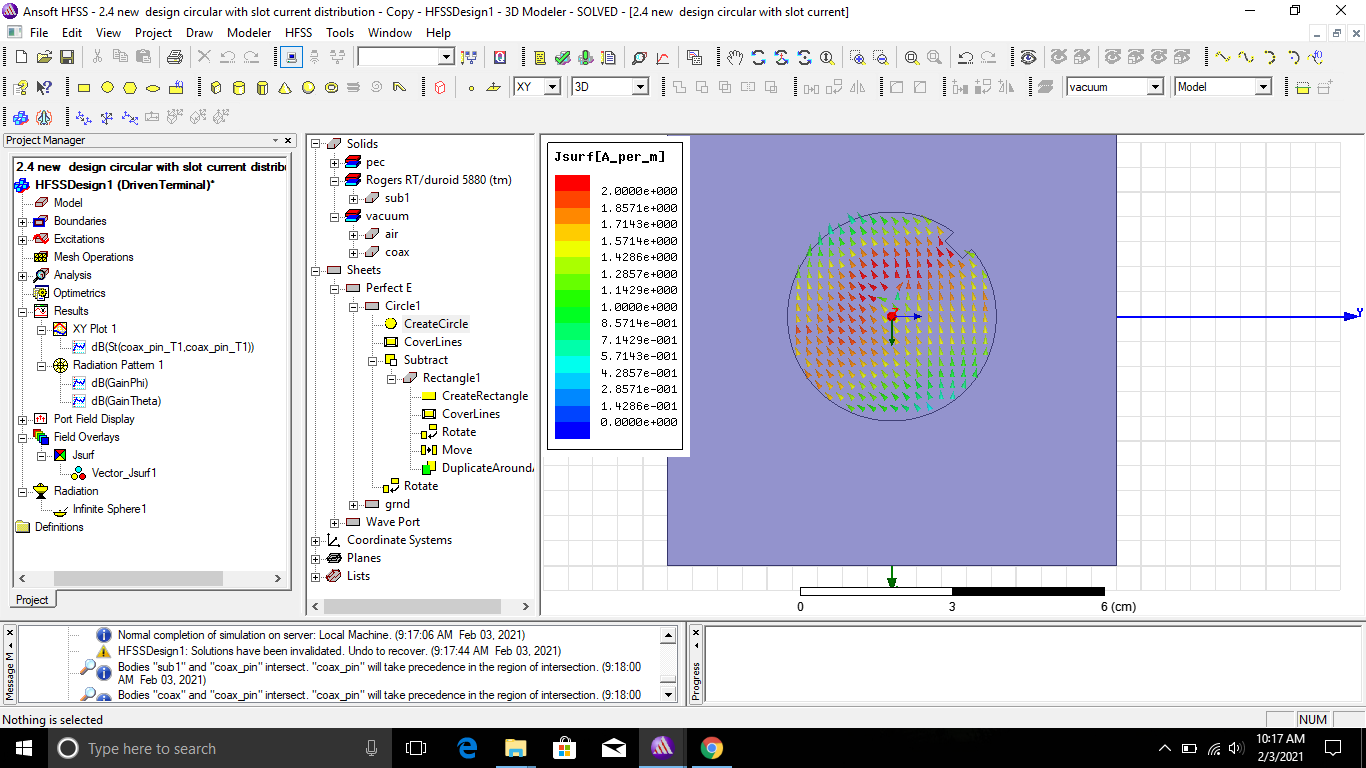 Ansoft HFSS - 2.4 new  design circular with slot current distribution - Copy - HFSSDesign1 - 3D Modeler - SOLVED - [2.4 new  design circular with slot current]
File Edit View Project Draw Modeler HFSS Tools Window Help
XY 3D vacuum Model
Project Manager
2.4 new  design circular with slot current distrib
HFSSDesign1 (DrivenTerminal)*
Model
Boundaries
Excitations
Mesh Operations
Analysis
Optimetrics
Results
XY Plot 1
dB(St(coax_pin_T1,coax_pin_T1))
Radiation Pattern 1
dB(GainPhi)
dB(GainTheta)
Port Field Display
Field Overlays
Jsurf
Vector_Jsurf1
Radiation
Infinite Sphere1
Definitions
Project
Solids
pec
Rogers RT/duroid 5880 (tm)
sub1
vacuum
air
coax
Sheets
Perfect E
Circle1
CreateCircle
CoverLines
Subtract
Rectangle1
CreateRectangle
CoverLines
Rotate
Move
DuplicateAround
Rotate
grnd
Wave Port
Coordinate Systems
Planes
Lists
Jsurf[A_per_m]
2.0000e+000
1.8571e+000
1.7143e+000
1.5714e+000
1.4286e+000
1.2857e+000
1.1429e+000
1.0000e+000
8.5714e-001
7.1429e-001
5.7143e-001
4.2857e-001
2.8571e-001
1.4286e-001
0.0000e+000
Y
0 3 6 (cm)
Message M
Normal completion of simulation on server: Local Machine. (9:17:06 AM  Feb 03, 2021)
HFSSDesign1: Solutions have been invalidated. Undo to recover. (9:17:44 AM  Feb 03, 2021)
Bodies "sub1" and "coax_pin" intersect. "coax_pin" will take precedence in the region of intersection. (9:18:00
AM  Feb 03, 2021)
Bodies "coax" and "coax_pin" intersect. "coax_pin" will take precedence in the region of intersection. (9:18:00
Progress
Nothing is selected
NUM
Type here to search
10:17 AM
2/3/2021